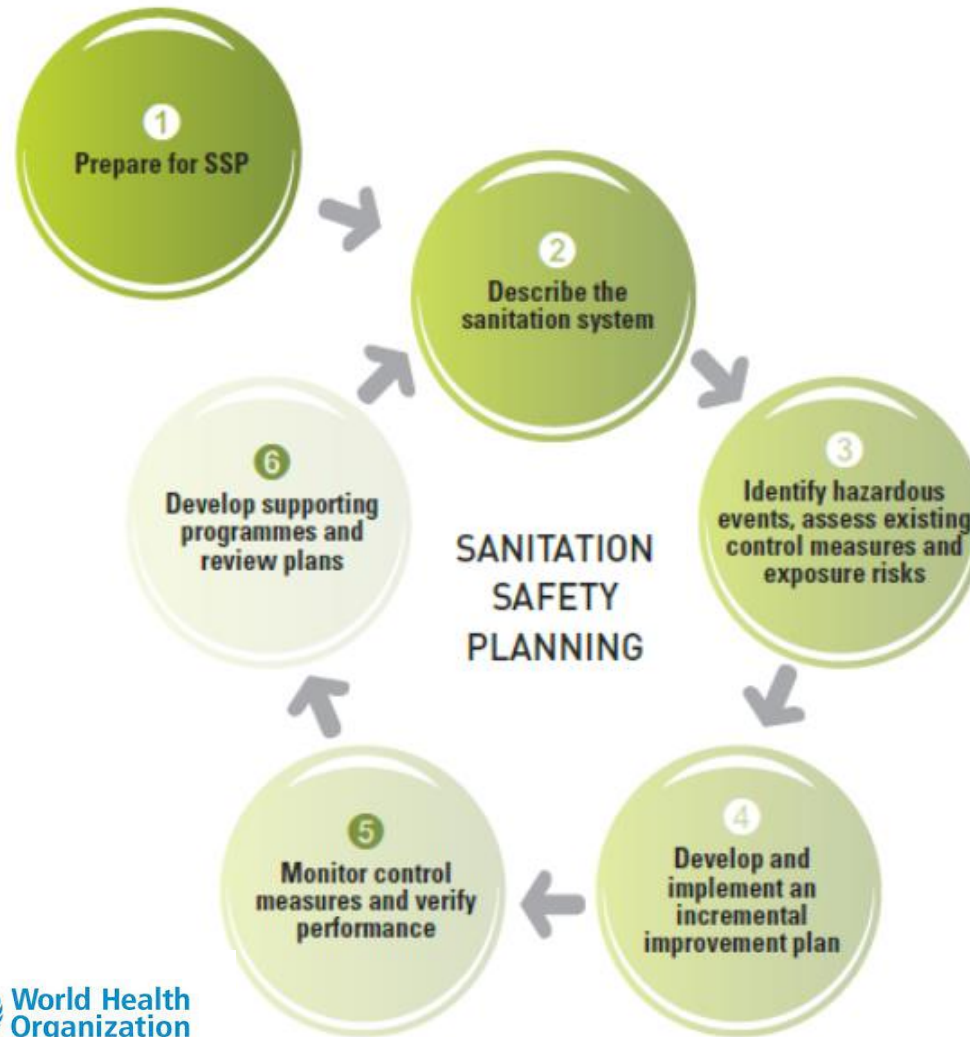 1
Prepare for SSP
2
Describe the
sanitation system
3
Identify hazardous
events, assess existing
control measures and
exposure risks
4
Develop and
implement an
incremental
improvement plan
5
Monitor control
measures and verify
performance
6
Develop supporting
programmes and
review plans
SANITATION
SAFETY
PLANNING
World Health
Organization